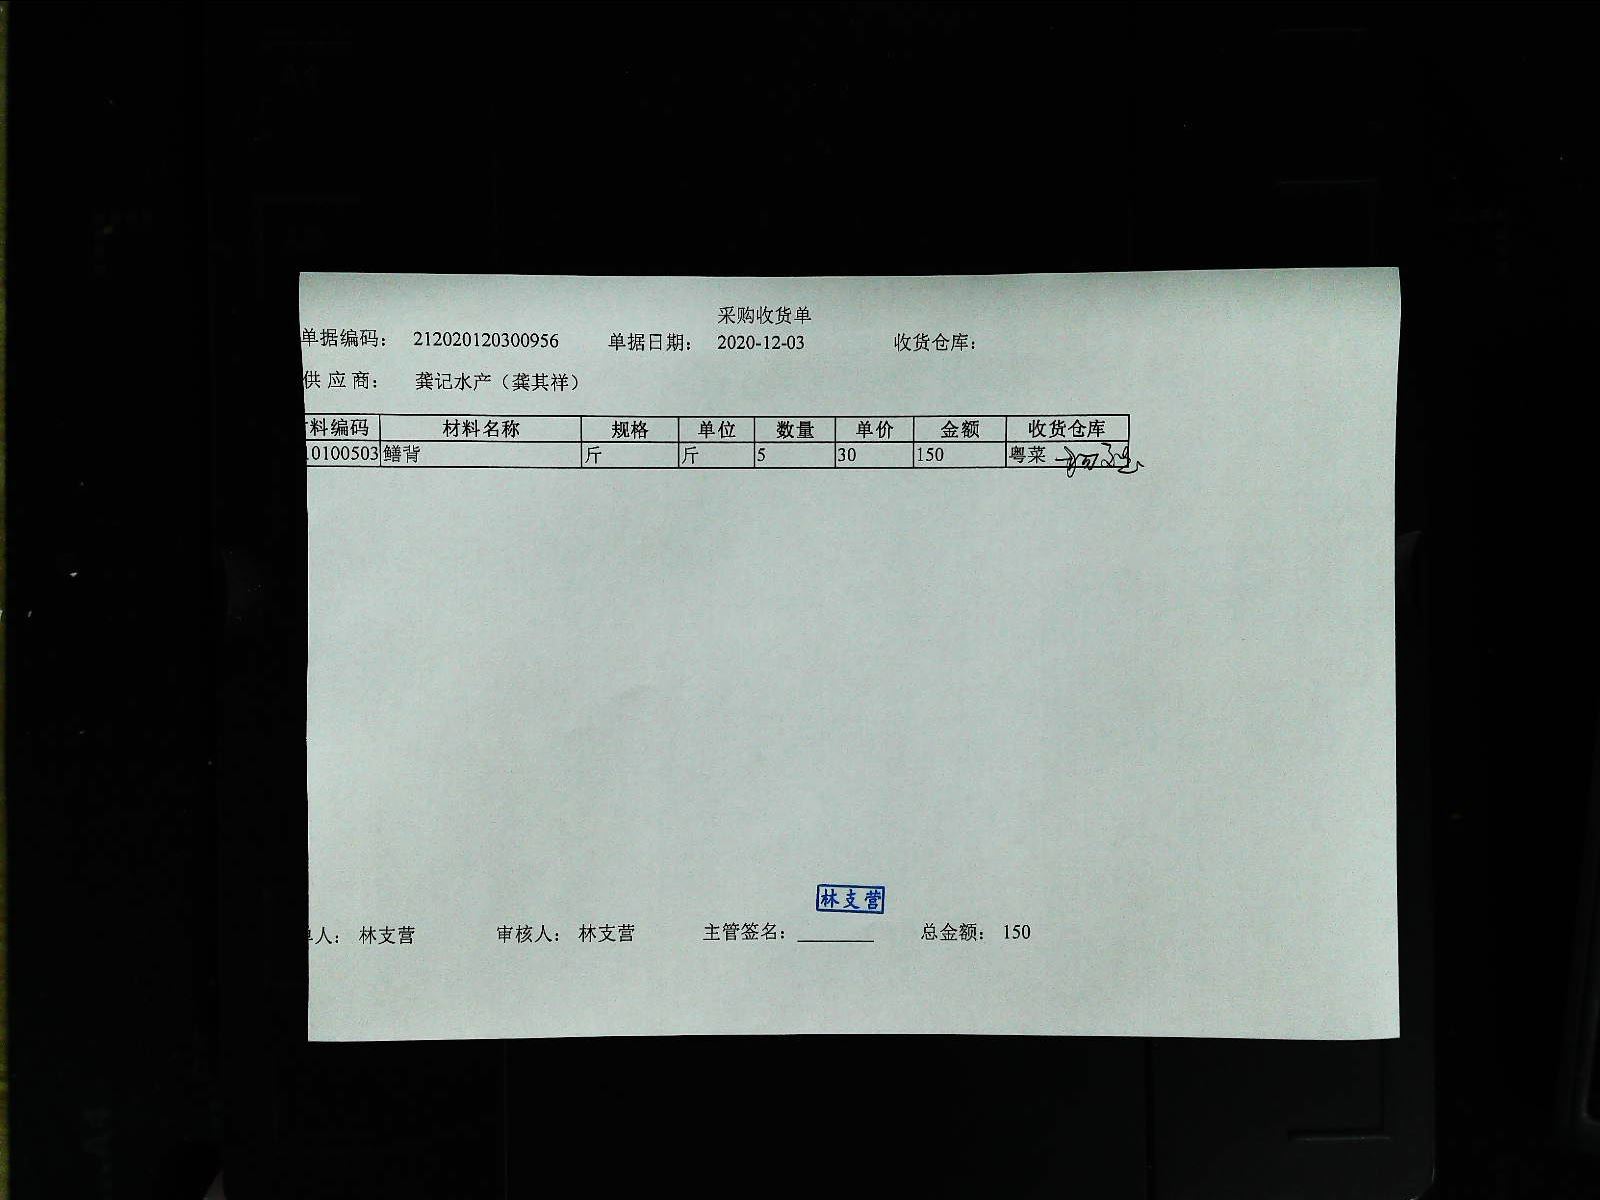 采购收货单
单据编码： 212020120300956 单据日期： 2020-12-03 收货仓库：
供 应 商： 龚记水产（龚其祥）
料编码 材料名称 规格 单位 数量 单价 金额 收货仓库
10100503 鳝背 斤 斤 5 30 150 粤菜
林支营
单人： 林支营 审核人： 林支营 主管签名： 总金额： 150